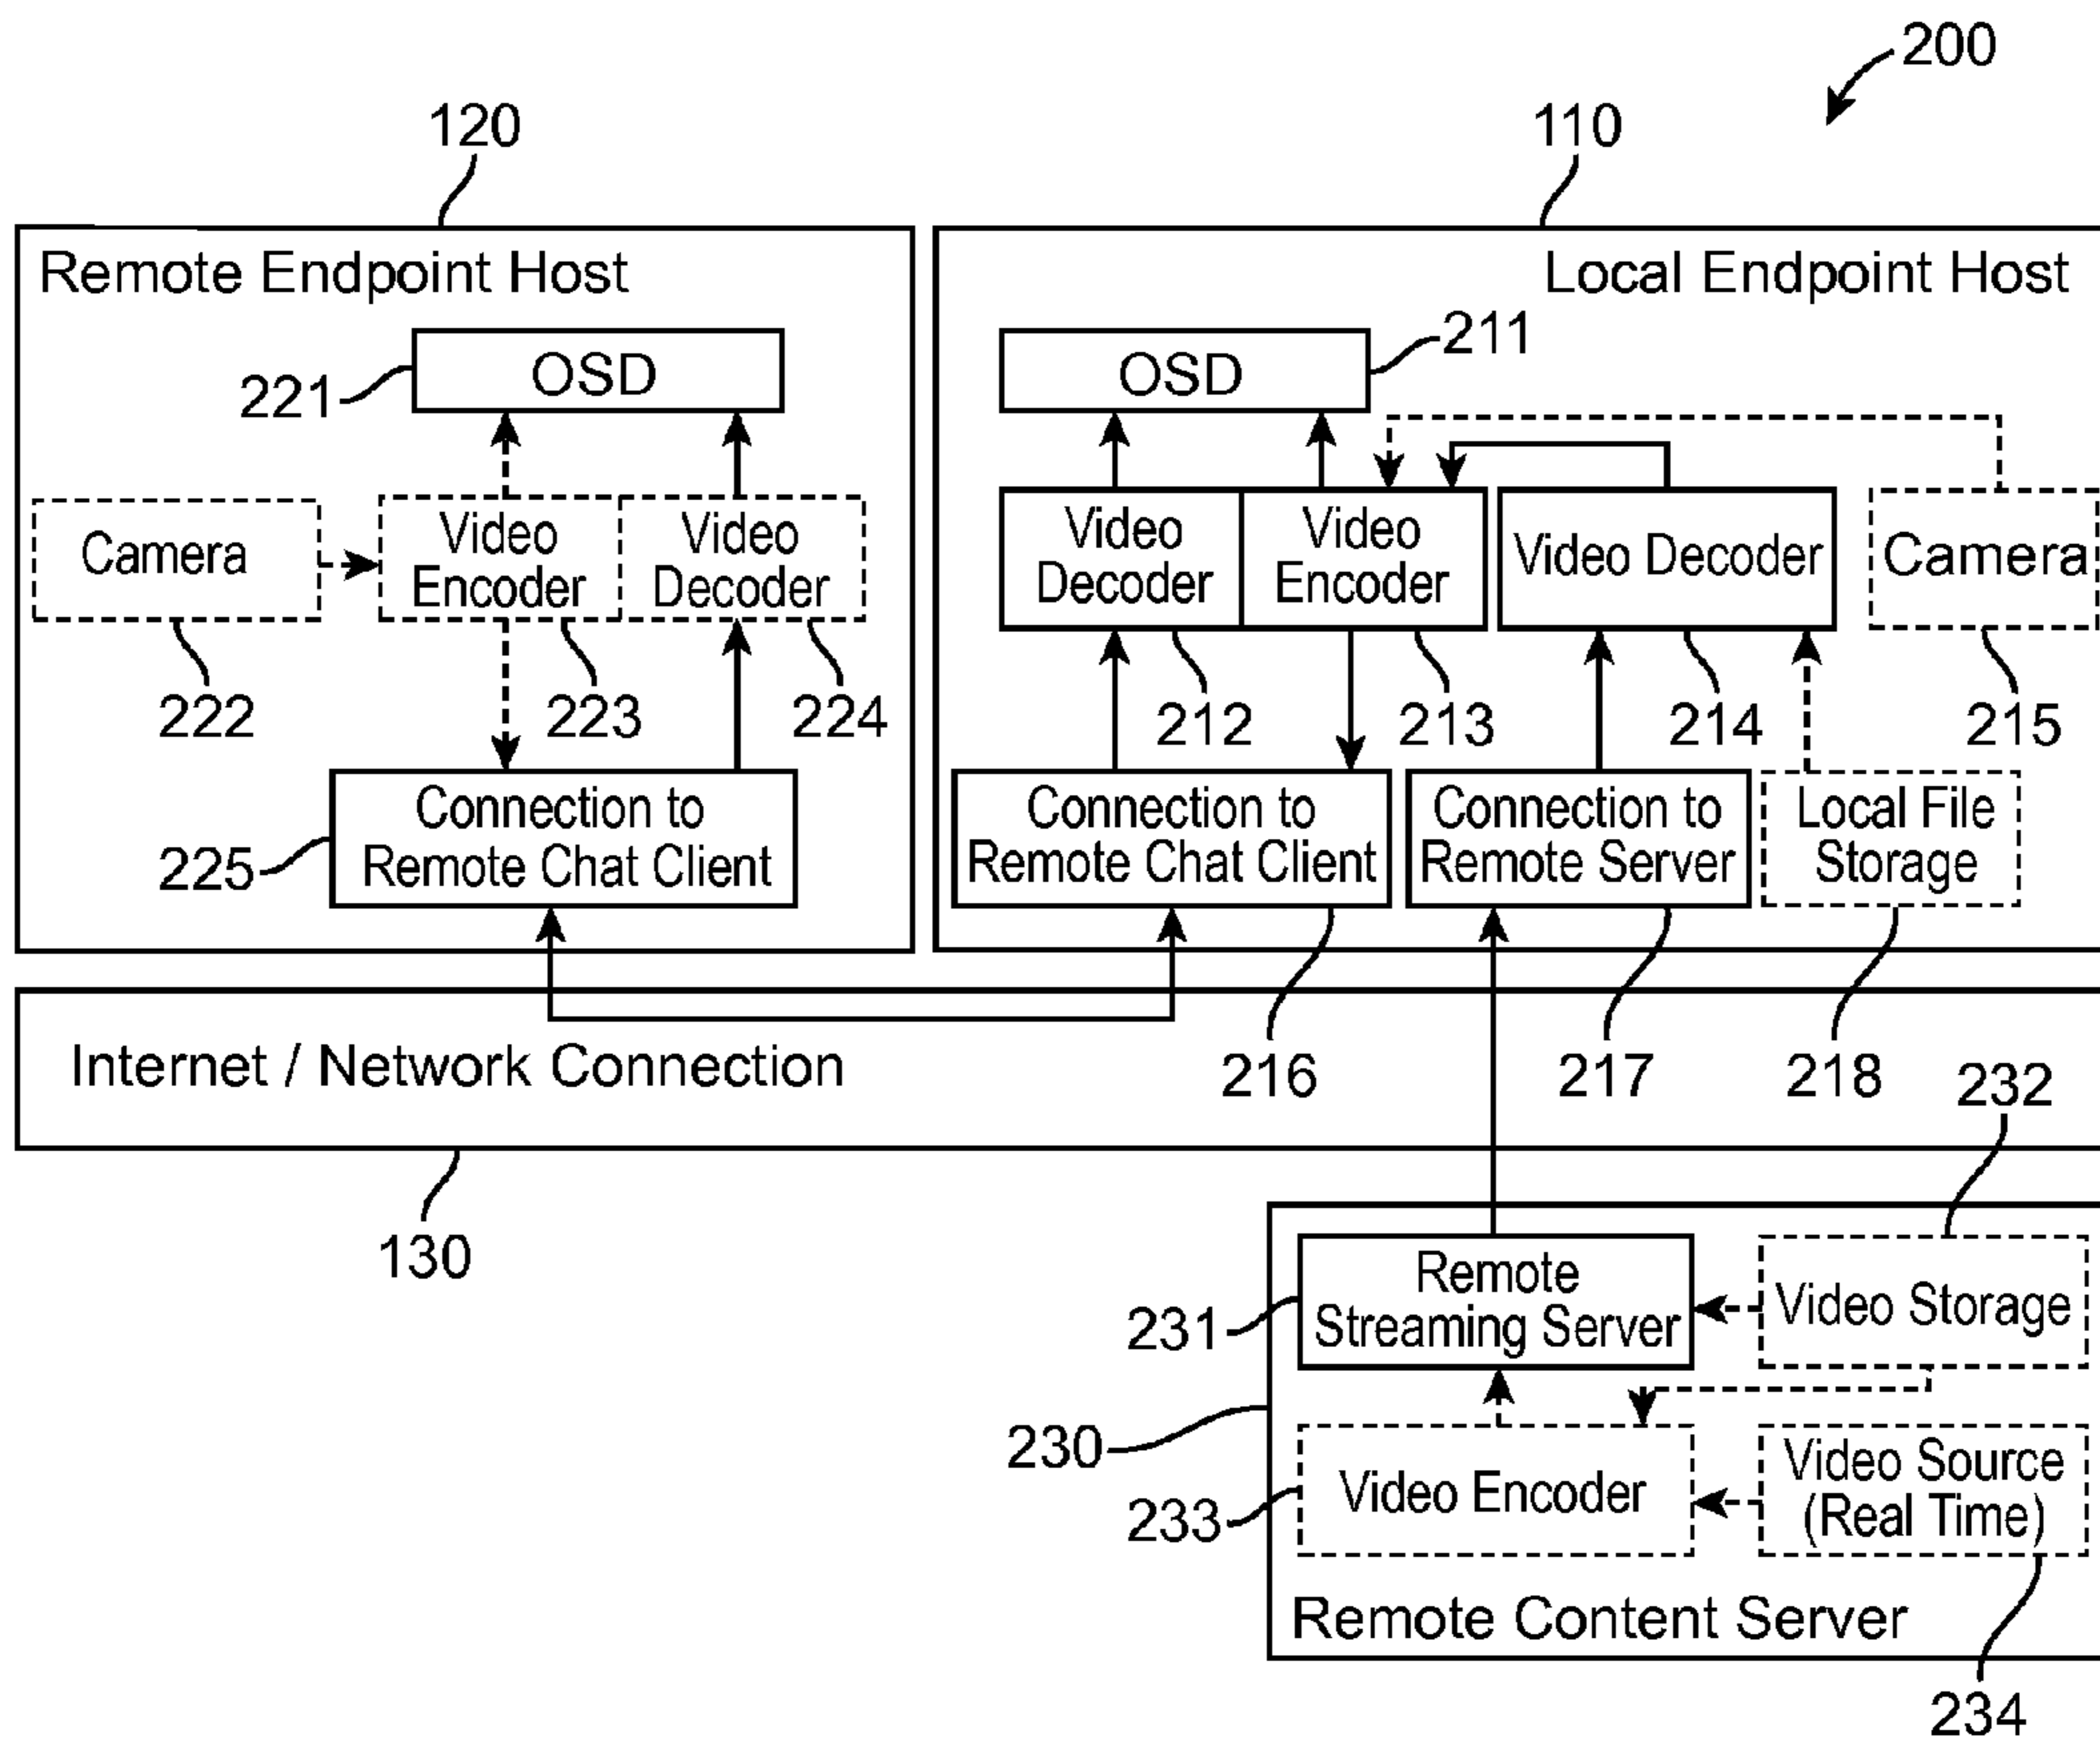 200
120
110
Remote Endpoint Host
Local Endpoint Host
OSD
221
OSD
211
Camera
Video
Encoder
Video
Decoder
Video
Decoder
Video
Encoder
Video Decoder
Camera
222
223
224
212
213
214
215
Connection to
Remote Chat Client
225
Connection to
Remote Chat Client
Connection to
Remote Server
Local File
Storage
Internet / Network Connection
216
217
218
232
130
Remote
Streaming Server
231
Video Storage
230
Video Encoder
233
Video Source
(Real Time)
Remote Content Server
234